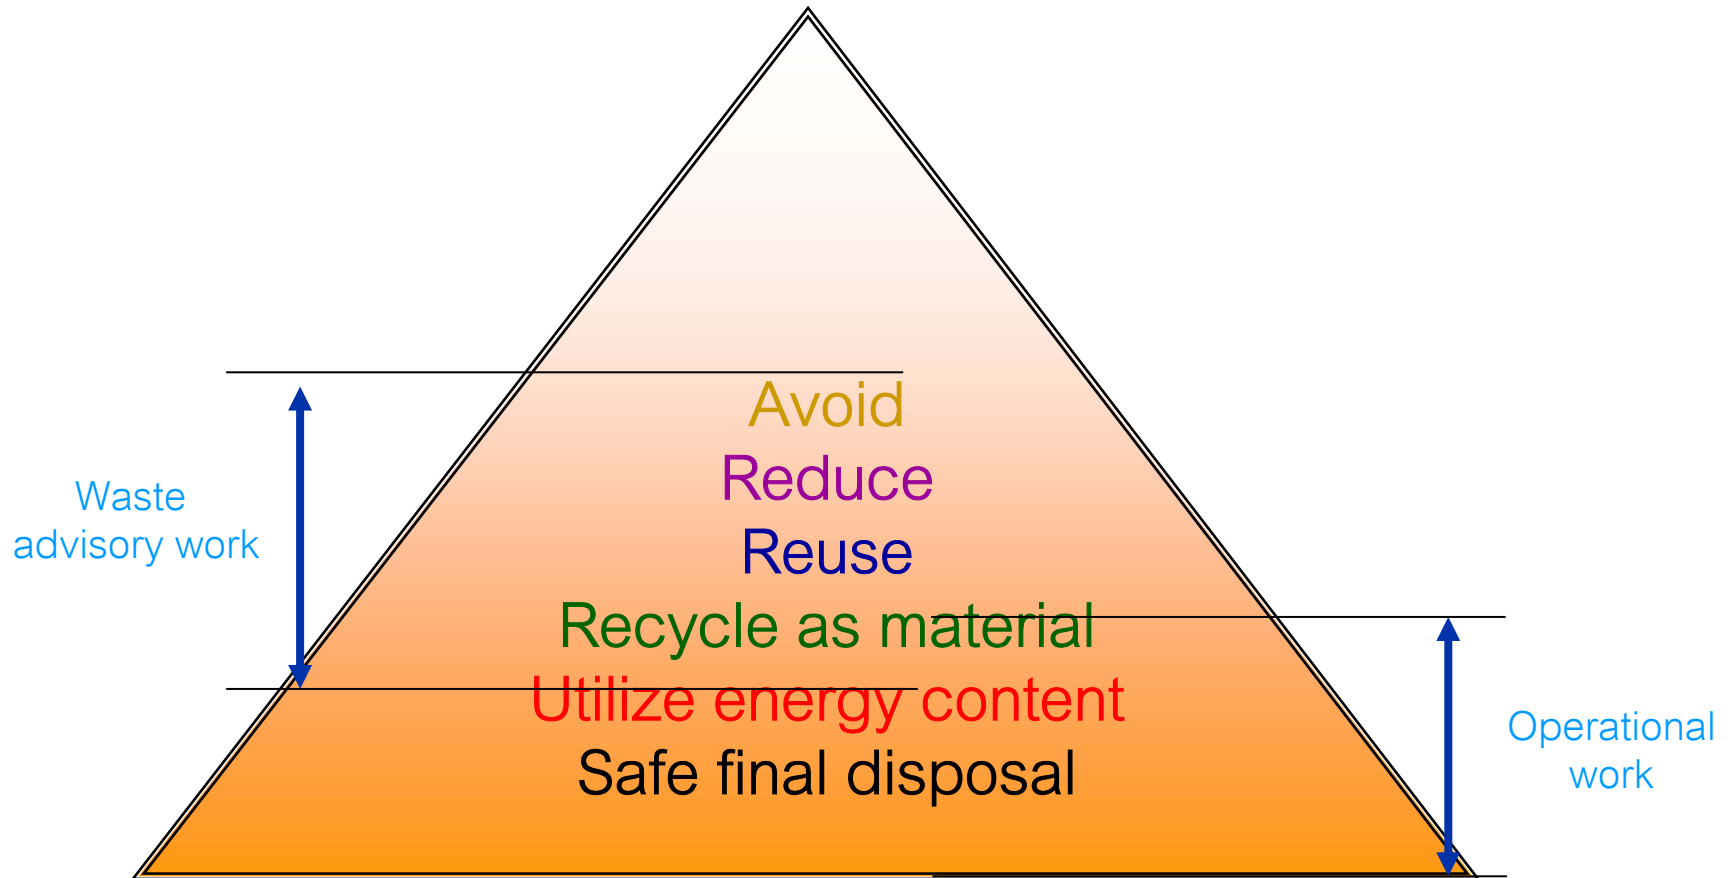 Avoid
Reduce
Reuse
Recycle as material
Utilize energy content
Safe final disposal
Waste
advisory work
Operational
work